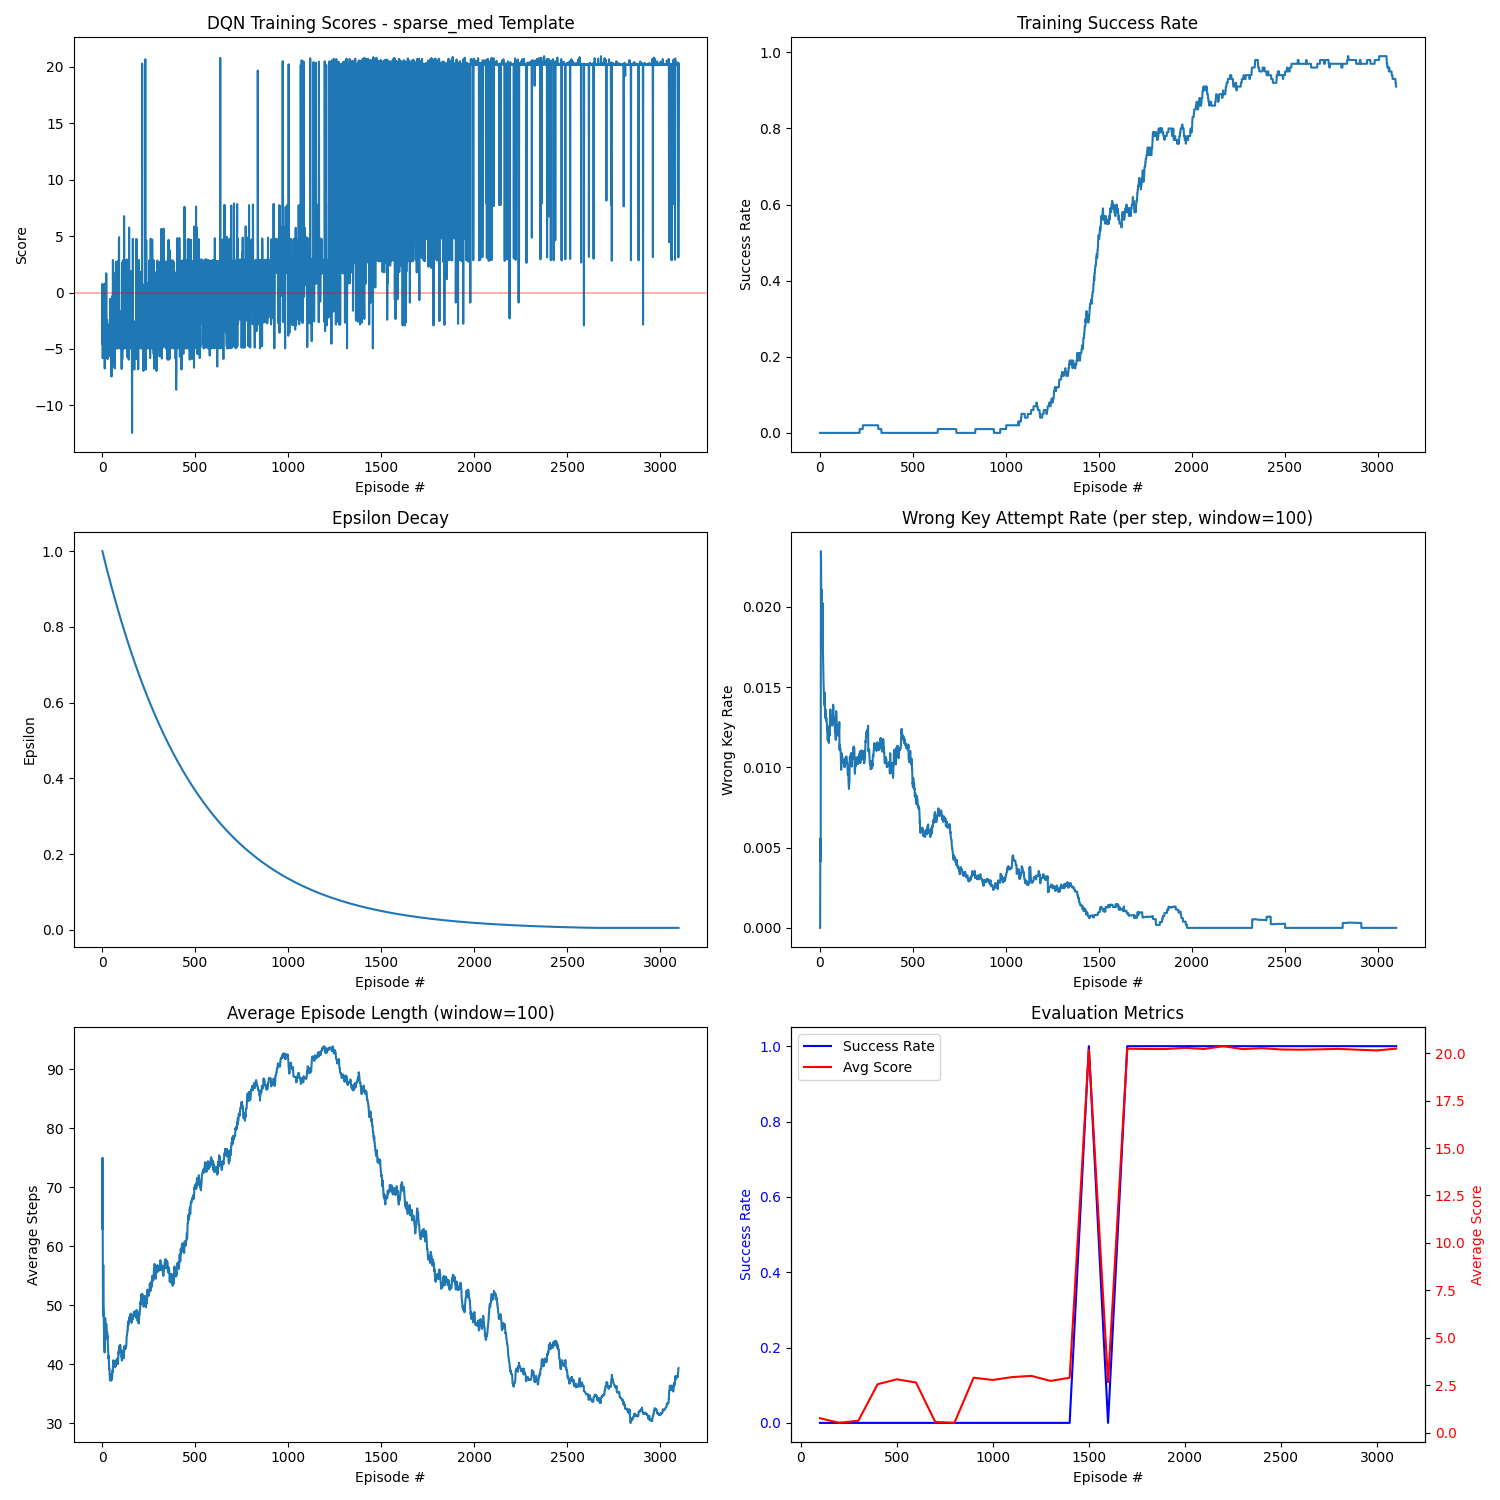 DQN Training Scores - sparse_med Template
20
15
10
5
0
−5
−10
Score
0 500 1000 1500 2000 2500 3000
Episode #
Training Success Rate
1.0
0.8
0.6
0.4
0.2
0.0
Success Rate
0 500 1000 1500 2000 2500 3000
Episode #
Epsilon Decay
1.0
0.8
0.6
0.4
0.2
0.0
Epsilon
0 500 1000 1500 2000 2500 3000
Episode #
Wrong Key Attempt Rate (per step, window=100)
0.020
0.015
0.010
0.005
0.000
Wrong Key Rate
0 500 1000 1500 2000 2500 3000
Episode #
Average Episode Length (window=100)
90
80
70
60
50
40
30
Average Steps
0 500 1000 1500 2000 2500 3000
Episode #
Evaluation Metrics
Success Rate
Avg Score
1.0
0.8
0.6
0.4
0.2
0.0
Success Rate
20.0
17.5
15.0
12.5
10.0
7.5
5.0
2.5
0.0
Average Score
0 500 1000 1500 2000 2500 3000
Episode #